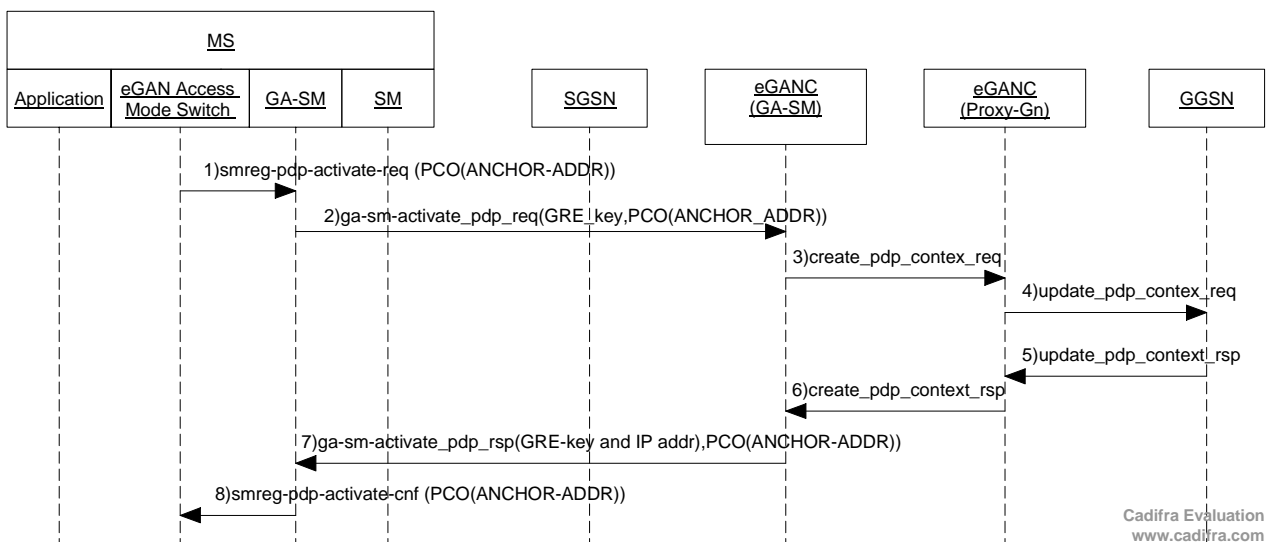 MS
Application
eGAN Access
Mode Switch
GA-SM
SM
SGSN
eGANC
(GA-SM)
eGANC
(Proxy-Gn)
GGSN
1)smreg-pdp-activate-req (PCO(ANCHOR-ADDR))
2)ga-sm-activate_pdp_req(GRE_key,PCO(ANCHOR_ADDR))
3)create_pdp_contex_req
4)update_pdp_contex_req
5)update_pdp_context_rsp
6)create_pdp_context_rsp
7)ga-sm-activate_pdp_rsp(GRE-key and IP addr),PCO(ANCHOR-ADDR))
8)smreg-pdp-activate-cnf (PCO(ANCHOR-ADDR))
Cadifra Evaluation
www.cadifra.com